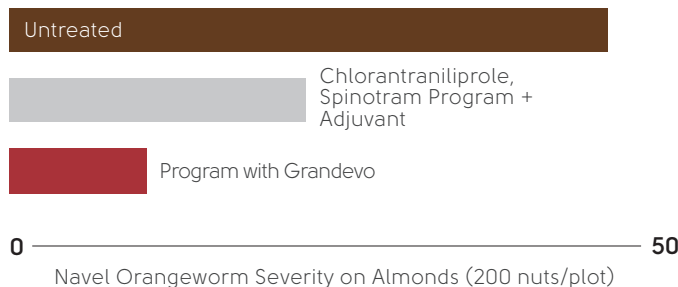 Untreated
Chlorantraniliprole,
Spinotram Program +
Adjuvant
Program with Grandevo
0 50
Navel Orangeworm Severity on Almonds (200 nuts/plot)